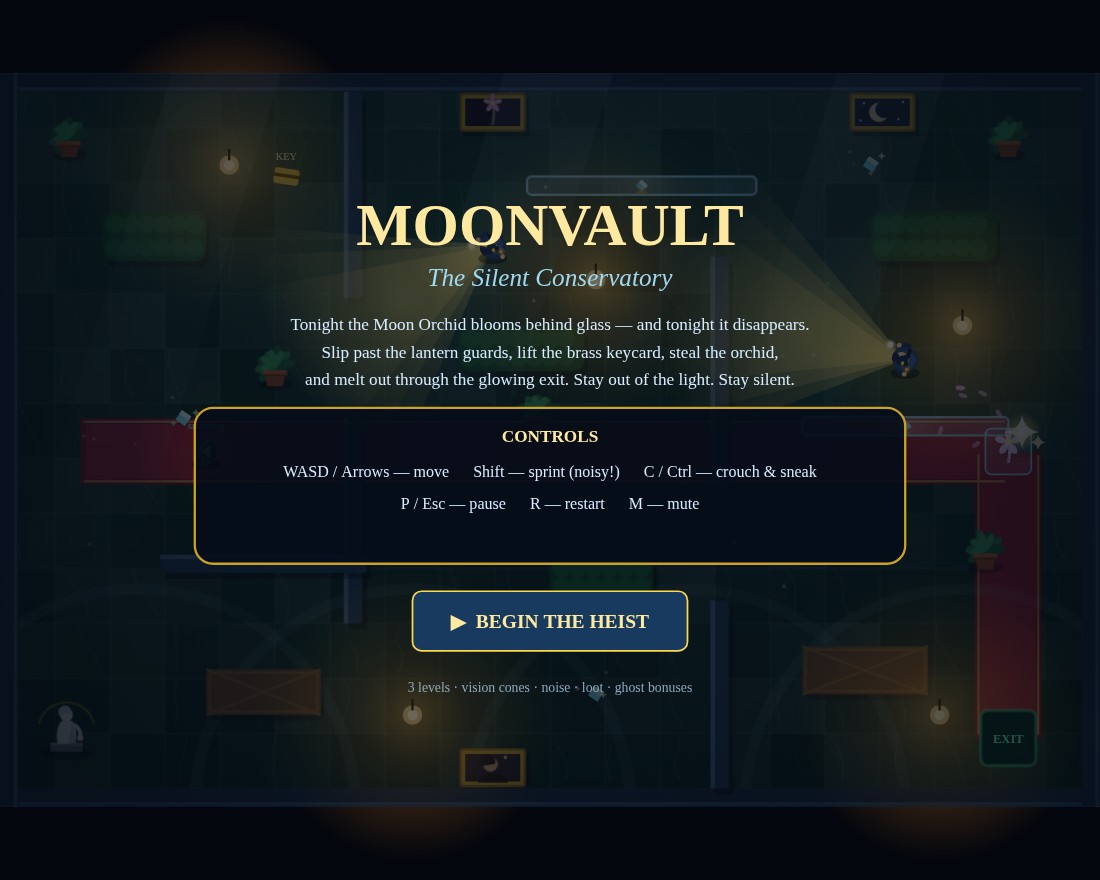 KEY
MOONVAULT
The Silent Conservatory
Tonight the Moon Orchid blooms behind glass — and tonight it disappears.
Slip past the lantern guards, lift the brass keycard, steal the orchid,
and melt out through the glowing exit. Stay out of the light. Stay silent.
CONTROLS
WASD / Arrows — move Shift — sprint (noisy!) C / Ctrl — crouch & sneak
P / Esc — pause R — restart M — mute
▶ BEGIN THE HEIST
3 levels · vision cones · noise · loot · ghost bonuses
EXIT